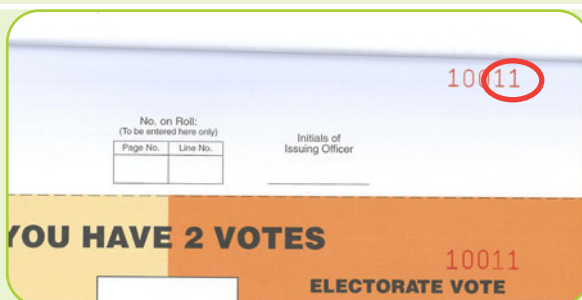 10011
No. on Roll:
(To be entered here only)
Page No. Line No.
Initials of
Issuing Officer
YOU HAVE 2 VOTES
10011
ELECTORATE VOTE